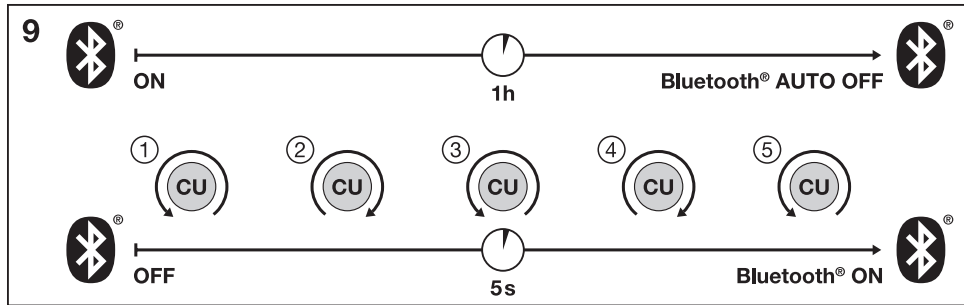 9
® ®
ON Bluetooth® AUTO OFF
1h
① ② ③ ④ ⑤
CU CU CU CU CU
® ®
OFF Bluetooth® ON
5s